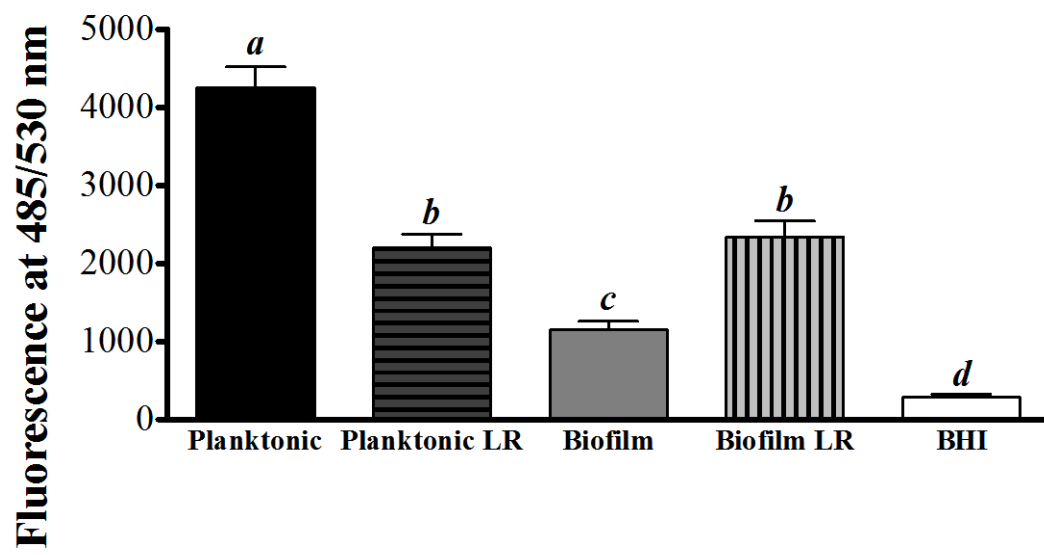 Fluorescence at 485/530 nm
5000
4000
3000
2000
1000
0
a
b
c
b
d
Planktonic
Planktonic LR
Biofilm
Biofilm LR
BHI